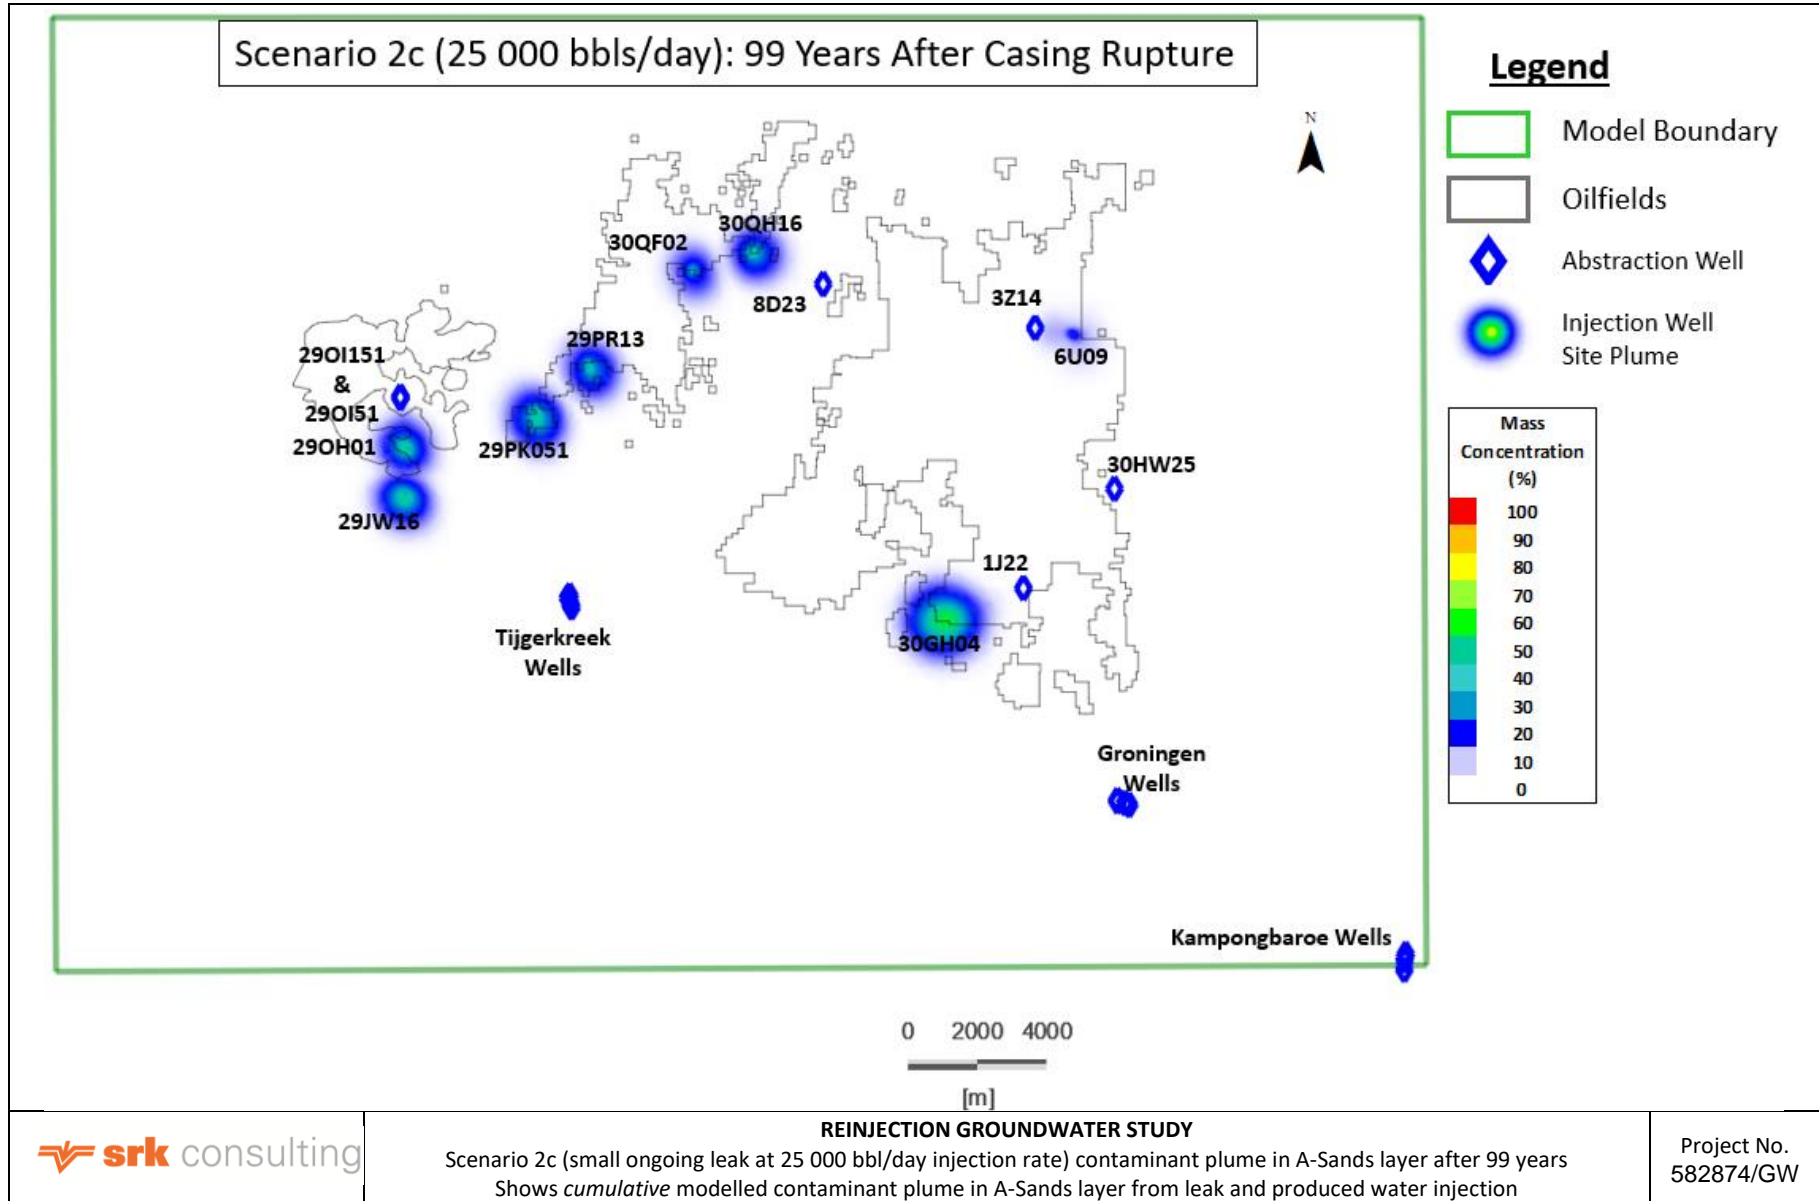 Scenario 2c (25 000 bbls/day): 99 Years After Casing Rupture
Legend
Model Boundary
Oilfields
Abstraction Well
Injection Well
Site Plume
Mass
Concentration
(%)
100
90
80
70
60
50
40
30
20
10
0
N
30QH16
30QF02
8D23
3Z14
6U09
29PR13
29OI151
&
29OI51
29OH01
29PK051
29JW16
30HW25
1J22
30GH04
Tijgerkreek
Wells
Groningen
Wells
Kampongbaroe Wells
0 2000 4000
[m]
srk consulting
REINJECTION GROUNDWATER STUDY
Scenario 2c (small ongoing leak at 25 000 bbl/day injection rate) contaminant plume in A-Sands layer after 99 years
Shows cumulative modelled contaminant plume in A-Sands layer from leak and produced water injection
Project No.
582874/GW